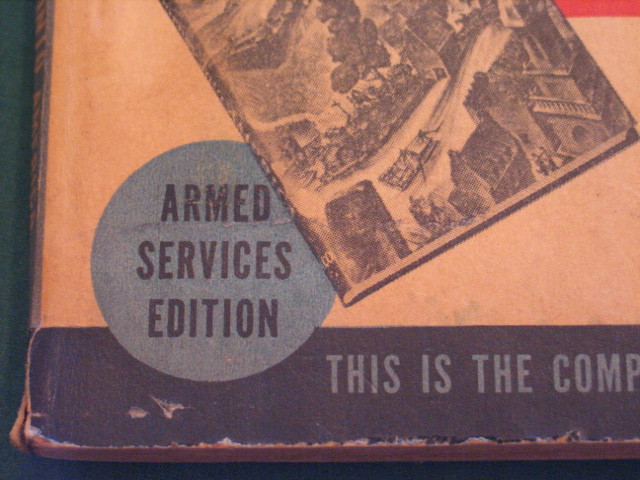 ARMED
SERVICES
EDITION
THIS IS THE COMP